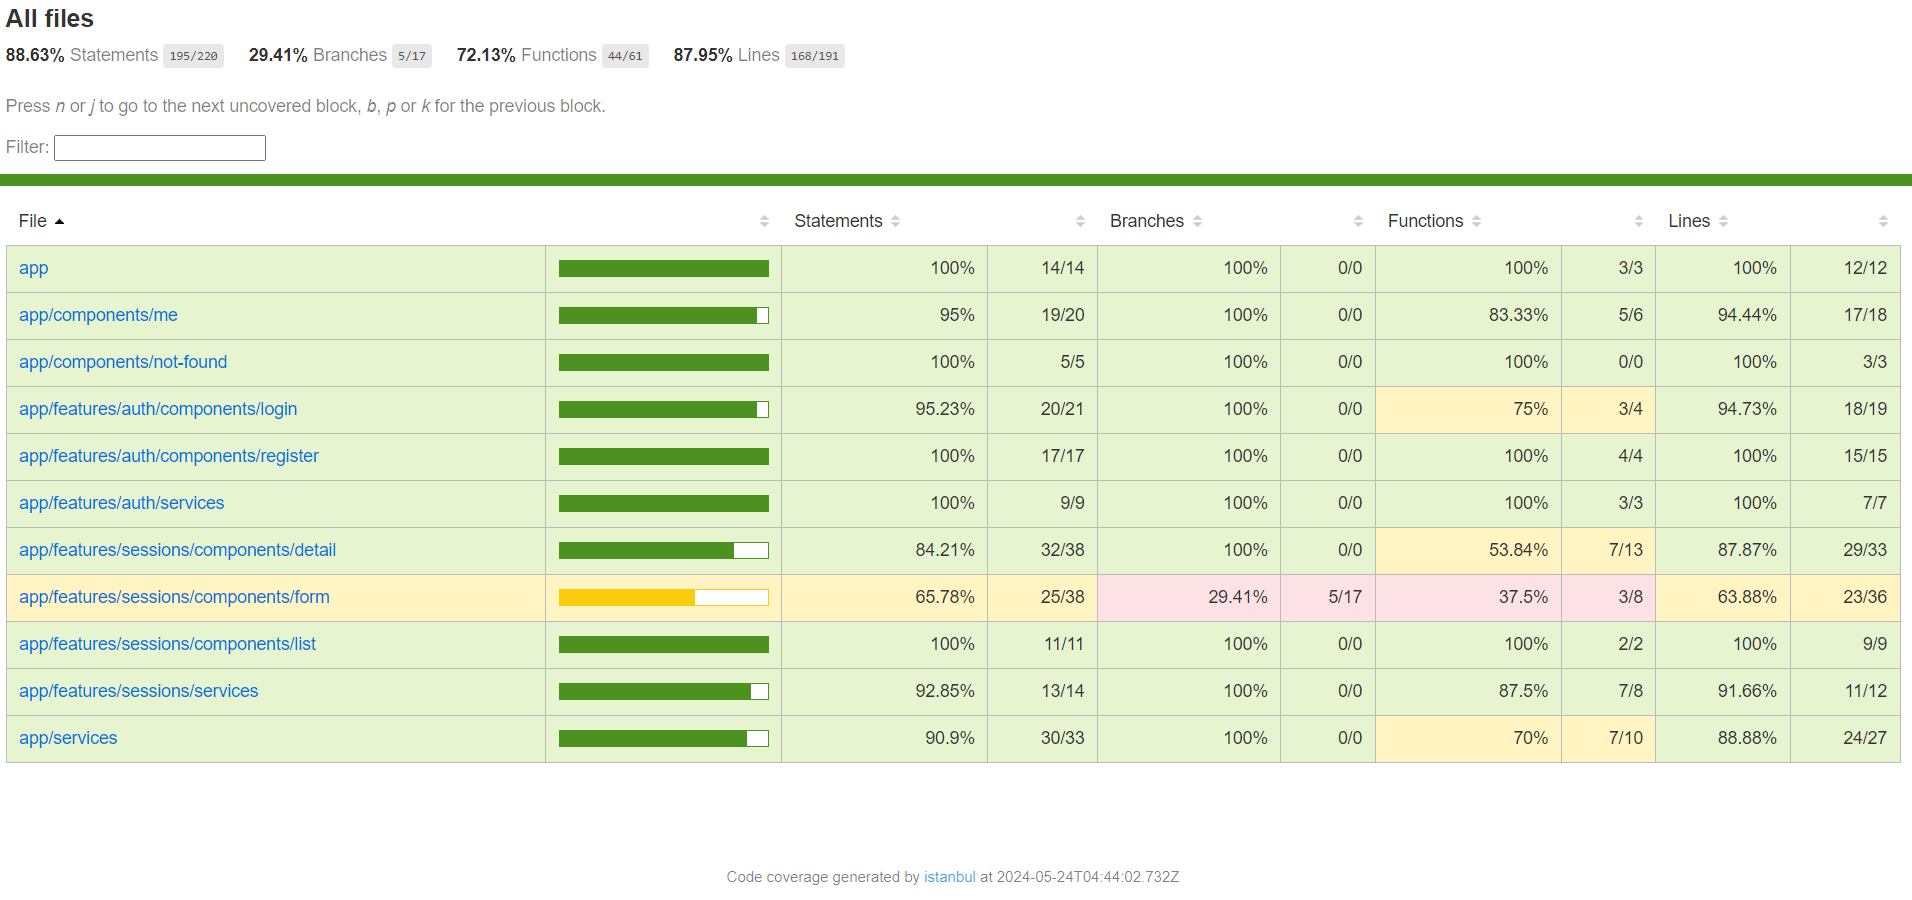 All files
88.63% Statements 195/220 29.41% Branches 5/17 72.13% Functions 44/61 87.95% Lines 168/191
Press n or j to go to the next uncovered block, b, p or k for the previous block.
Filter:
File Statements Branches Functions Lines
app 100% 14/14 100% 0/0 100% 3/3 100% 12/12
app/components/me 95% 19/20 100% 0/0 83.33% 5/6 94.44% 17/18
app/components/not-found 100% 5/5 100% 0/0 100% 0/0 100% 3/3
app/features/auth/components/login 95.23% 20/21 100% 0/0 75% 3/4 94.73% 18/19
app/features/auth/components/register 100% 17/17 100% 0/0 100% 4/4 100% 15/15
app/features/auth/services 100% 9/9 100% 0/0 100% 3/3 100% 7/7
app/features/sessions/components/detail 84.21% 32/38 100% 0/0 53.84% 7/13 87.87% 29/33
app/features/sessions/components/form 65.78% 25/38 29.41% 5/17 37.5% 3/8 63.88% 23/36
app/features/sessions/components/list 100% 11/11 100% 0/0 100% 2/2 100% 9/9
app/features/sessions/services 92.85% 13/14 100% 0/0 87.5% 7/8 91.66% 11/12
app/services 90.9% 30/33 100% 0/0 70% 7/10 88.88% 24/27
Code coverage generated by istanbul at 2024-05-24T04:44:02.732Z